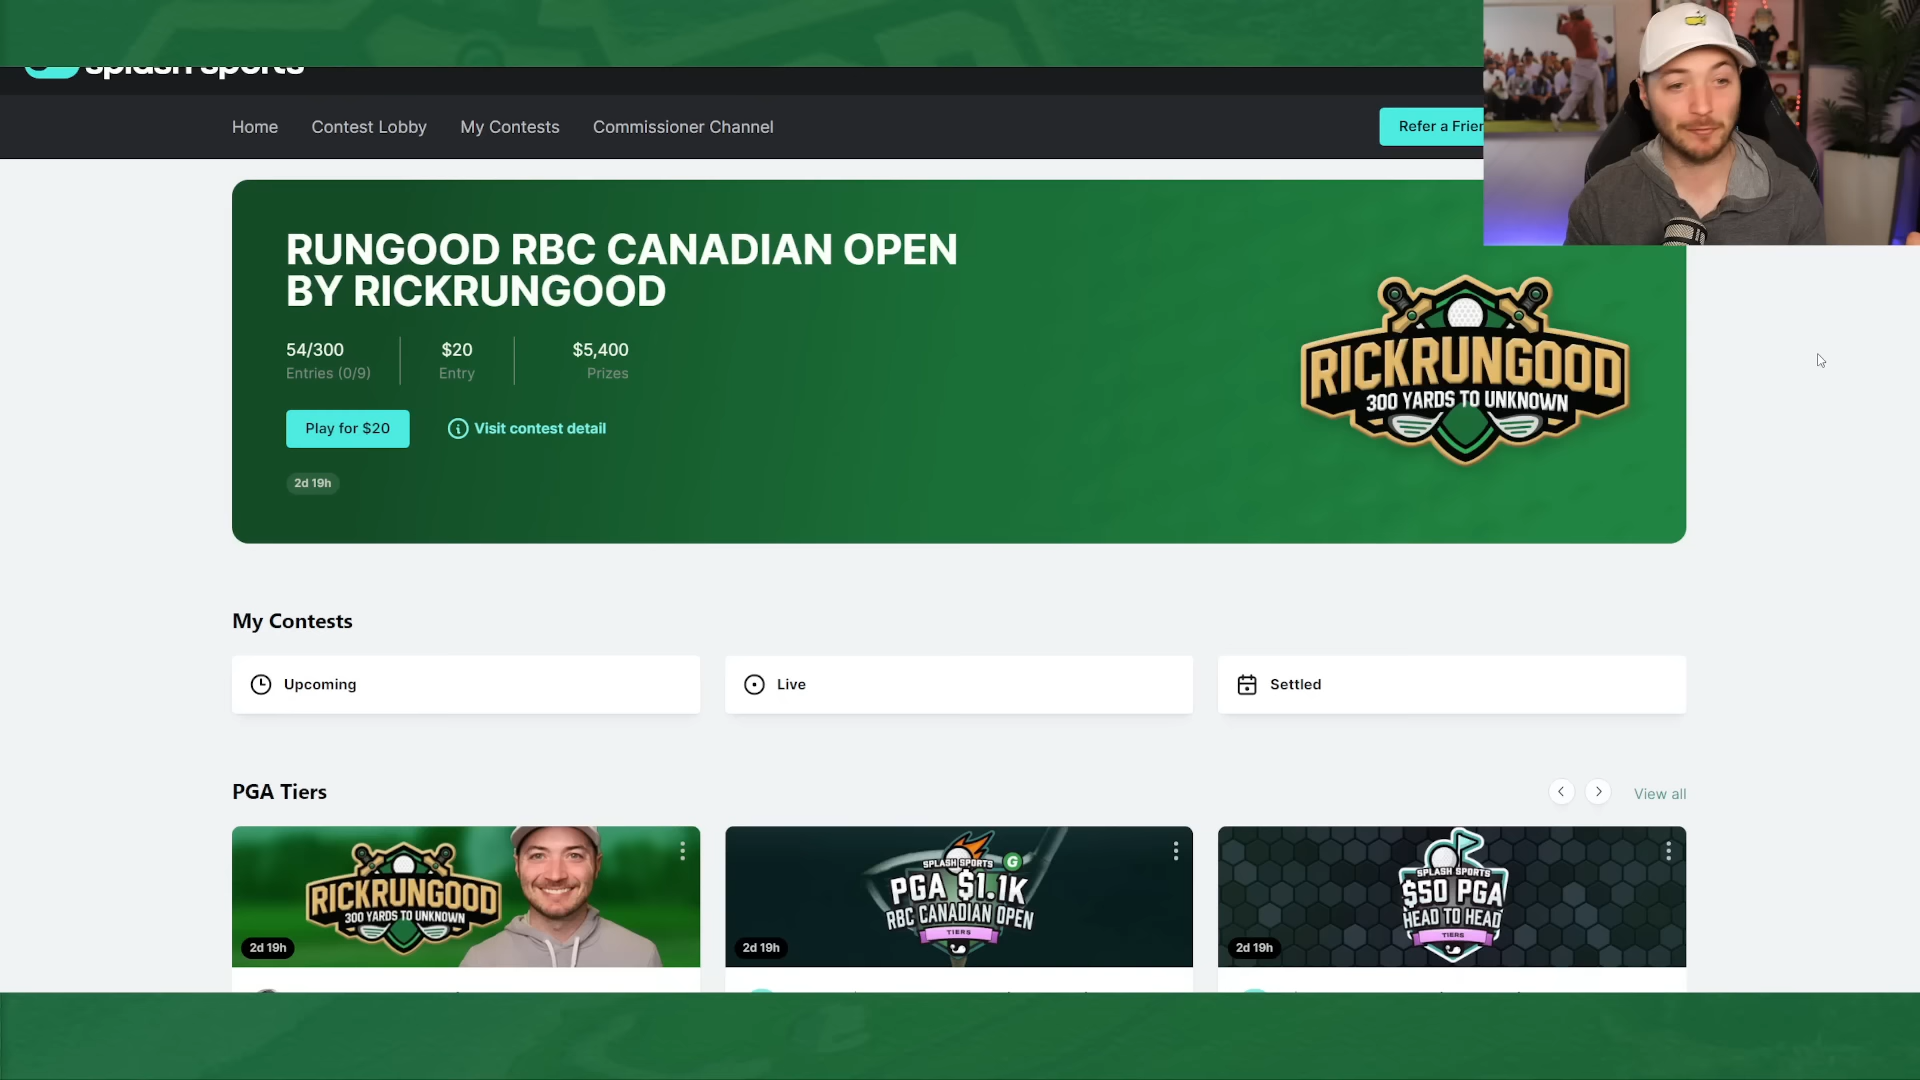 splash sports
Home
Contest Lobby
My Contests
Commissioner Channel
Refer a Frien
RUNGOOD RBC CANADIAN OPEN
BY RICKRUNGOOD
54/300
$20
$5,400
Entries (0/9)
Entry
Prizes
Play for $20
Visit contest detail
2d 19h
RICKRUNGOOD
300 YARDS TO UNKNOWN
My Contests
Upcoming
Live
Settled
PGA Tiers
View all
RICKRUNGOOD
300 YARDS TO UNKNOWN
2d 19h
SPLASH SPORTS
G
PGA $1.1K
RBC CANADIAN OPEN
TIERS
2d 19h
SPLASH SPORTS
$50 PGA
HEAD TO HEAD
TIERS
2d 19h